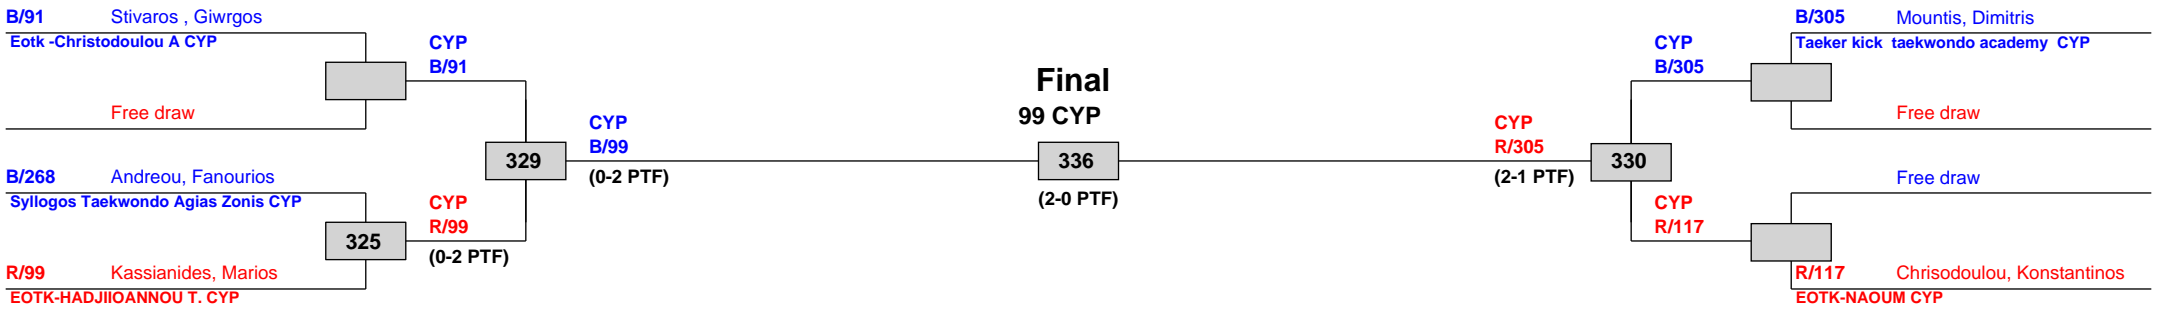 B/91 Stivaros , Giwrgos
Eotk -Christodoulou A CYP
CYP
B/91
Free draw
329
CYP
B/99
(0-2 PTF)
B/268 Andreou, Fanourios
Syllogos Taekwondo Agias Zonis CYP
325
CYP
R/99
(0-2 PTF)
R/99 Kassianides, Marios
EOTK-HADJIIOANNOU T. CYP
Final
99 CYP
336
(2-0 PTF)
B/305 Mountis, Dimitris
Taeker kick taekwondo academy CYP
CYP
B/305
Free draw
CYP
R/305
(2-1 PTF)
330
Free draw
CYP
R/117
R/117 Chrisodoulou, Konstantinos
EOTK-NAOUM CYP